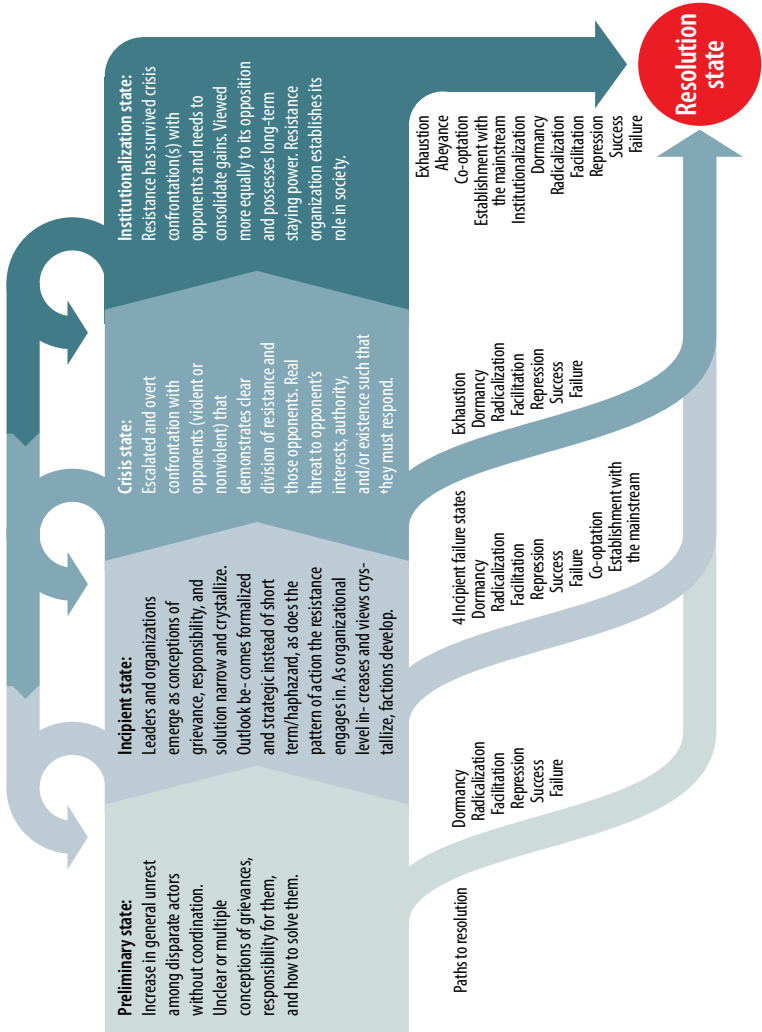 Preliminary state:
Increase in general unrest
among disparate actors
without coordination.
Unclear or multiple
conceptions of grievances,
responsibility for them,
and how to solve them.
Incipient state:
Leaders and organizations
emerge as conceptions of
grievance, responsibility, and
solution narrow and crystallize.
Outlook be- comes formalized
and strategic instead of short
term/haphazard, as does the
pattern of action the resistance
engages in. As organizational
level in- creases and views crys-
tallize, factions develop.
Crisis state:
Escalated and overt
confrontation with
opponents (violent or
nonviolent) that
demonstrates clear
division of resistance and
those opponents. Real
threat to opponent's
interests, authority,
and/or existence such that
they must respond.
Institutionalization state:
Resistance has survived crisis
confrontation(s) with
opponents and needs to
consolidate gains. Viewed
more equally to its opposition
and possesses long-term
staying power. Resistance
organization establishes its
role in society.
Paths to resolution
Dormancy
Radicalization
Facilitation
Repression
Success
Failure
4 Incipient failure states
Dormancy
Radicalization
Facilitation
Repression
Success
Failure
Co-optation
Establishment with
the mainstream
Exhaustion
Dormancy
Radicalization
Facilitation
Repression
Success
Failure
Exhaustion
Abeyance
Co-optation
Establishment with
the mainstream
Institutionalization
Dormancy
Radicalization
Facilitation
Repression
Success
Failure
Resolution
state